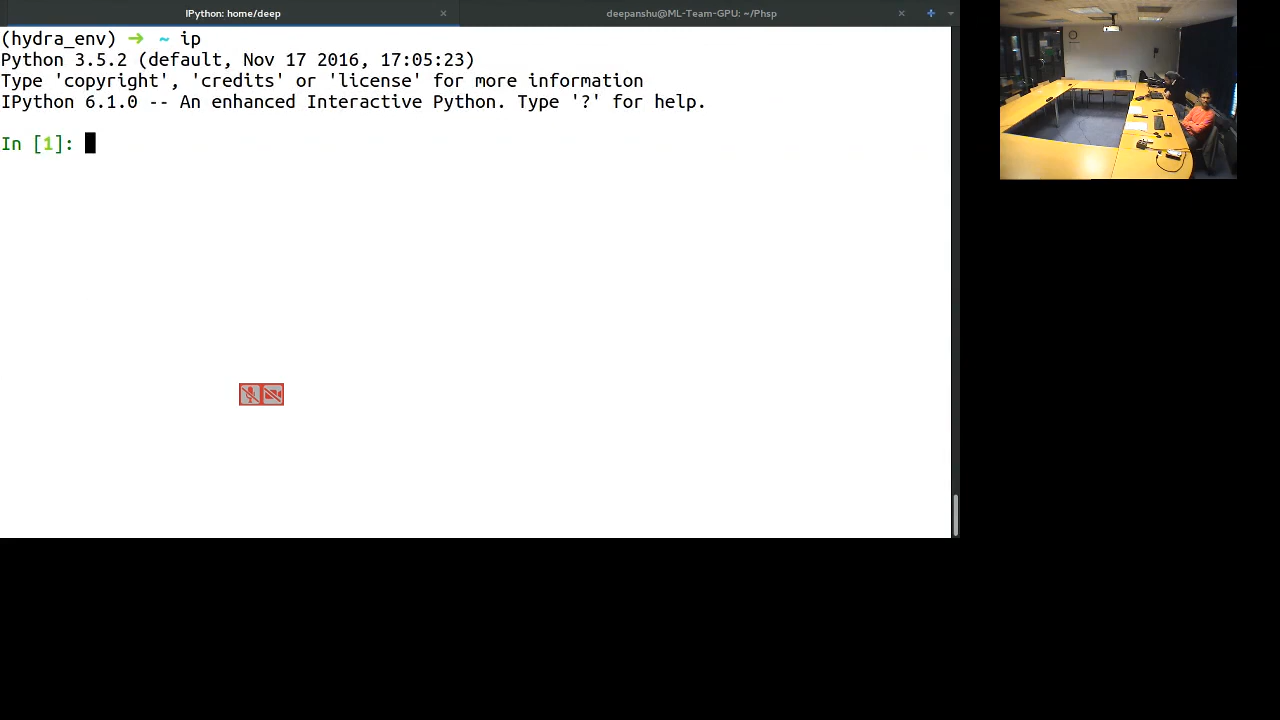 IPython: home/deep
deepanshu@ML-Team-GPU: ~/Phsp
(hydra_env) ➜ ~ ip
Python 3.5.2 (default, Nov 17 2016, 17:05:23)
Type 'copyright', 'credits' or 'license' for more information
IPython 6.1.0 -- An enhanced Interactive Python. Type '?' for help.
In [1]: